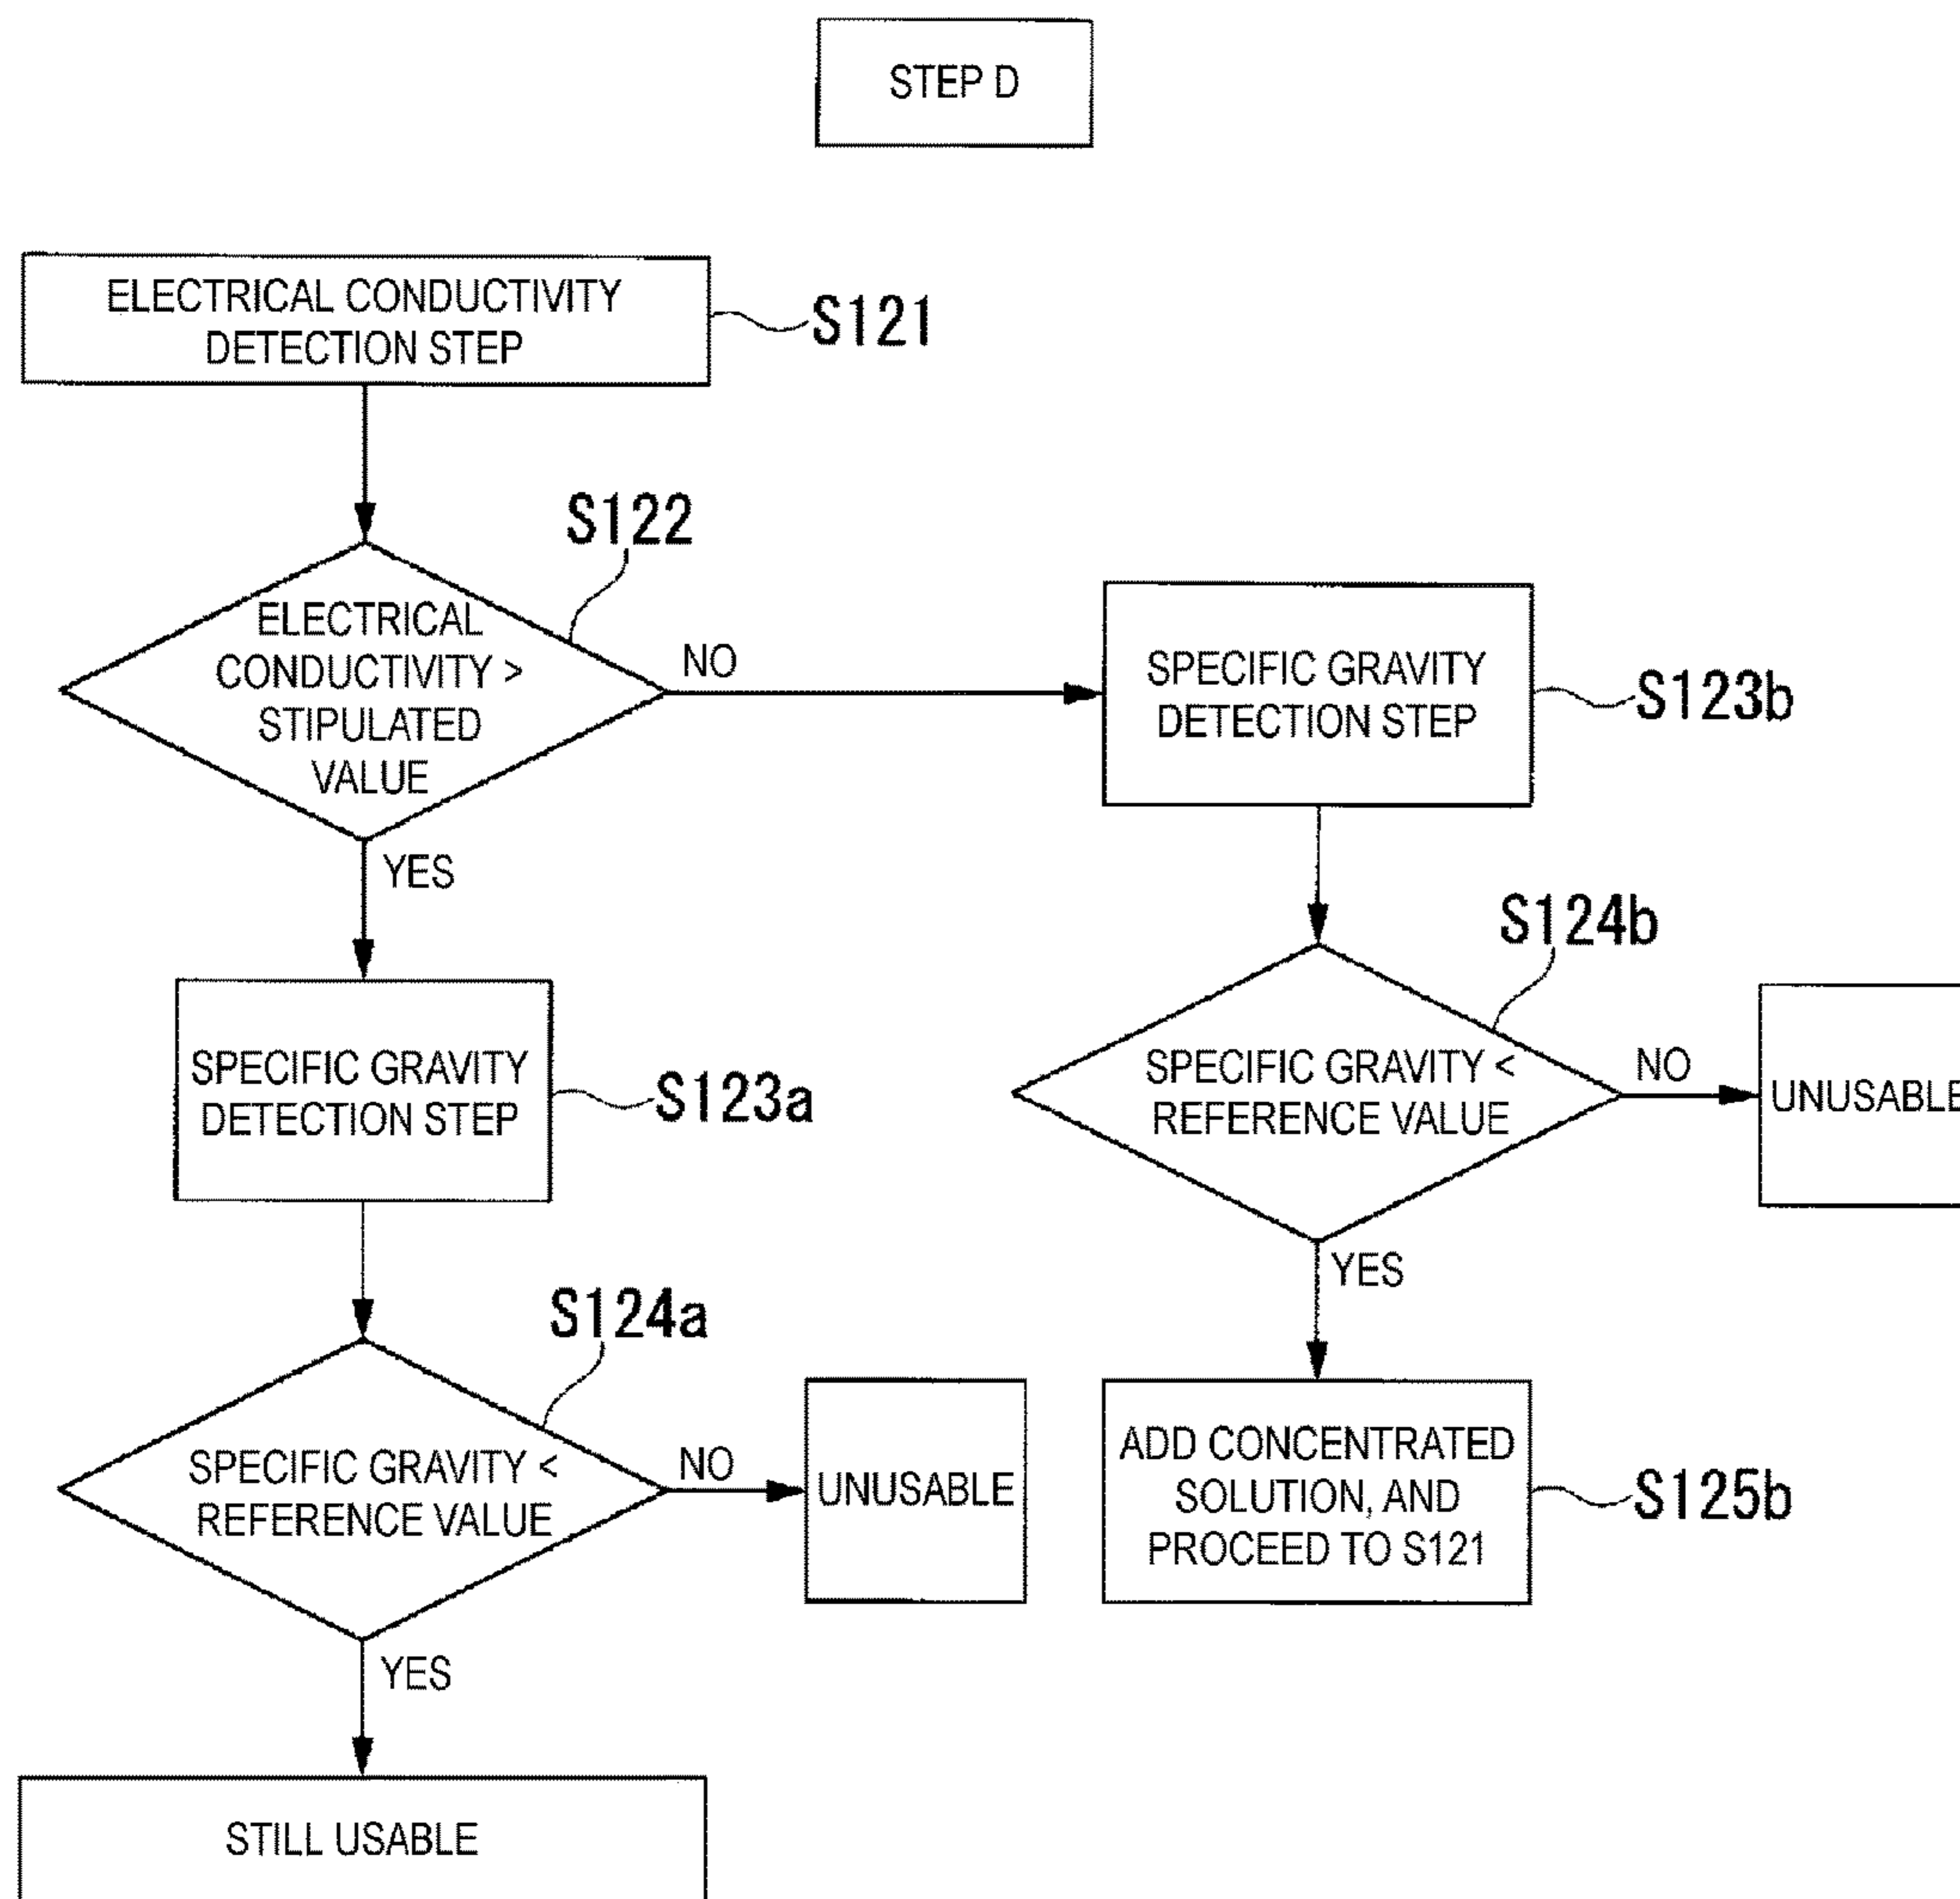 STEP D
ELECTRICAL CONDUCTIVITY
DETECTION STEP
S121
S122
ELECTRICAL
CONDUCTIVITY >
STIPULATED
VALUE
NO
YES
SPECIFIC GRAVITY
DETECTION STEP
S123b
S124b
SPECIFIC GRAVITY <
REFERENCE VALUE
NO
UNUSABLE
YES
ADD CONCENTRATED
SOLUTION, AND
PROCEED TO S121
S125b
SPECIFIC GRAVITY
DETECTION STEP
S123a
S124a
SPECIFIC GRAVITY <
REFERENCE VALUE
NO
UNUSABLE
YES
STILL USABLE